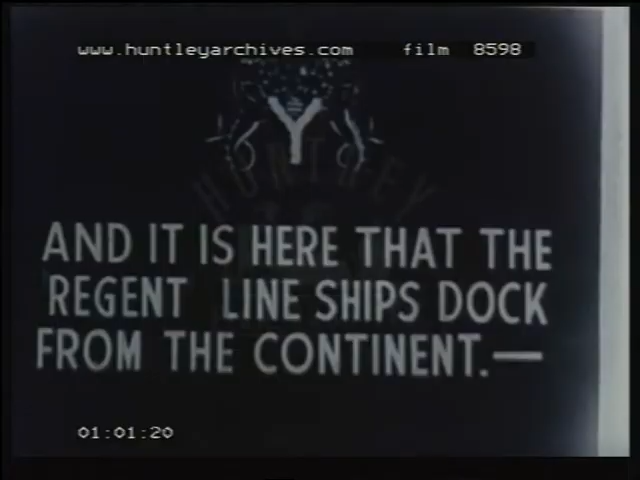 www.huntleyarchives.com film 8598
HUNTLEY
AND IT IS HERE THAT THE
REGENT LINE SHIPS DOCK
FROM THE CONTINENT.—
01:01:20